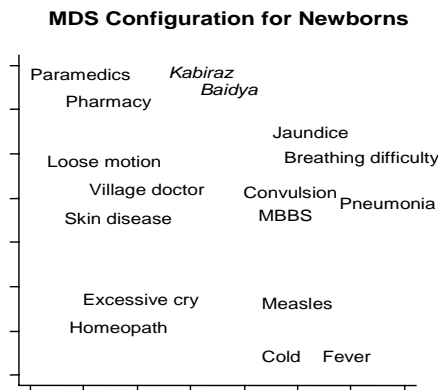 MDS Configuration for Newborns
Paramedics
Kabiraz
Baidya
Pharmacy
Jaundice
Breathing difficulty
Loose motion
Village doctor
Convulsion
Pneumonia
MBBS
Skin disease
Excessive cry
Measles
Homeopath
Cold
Fever